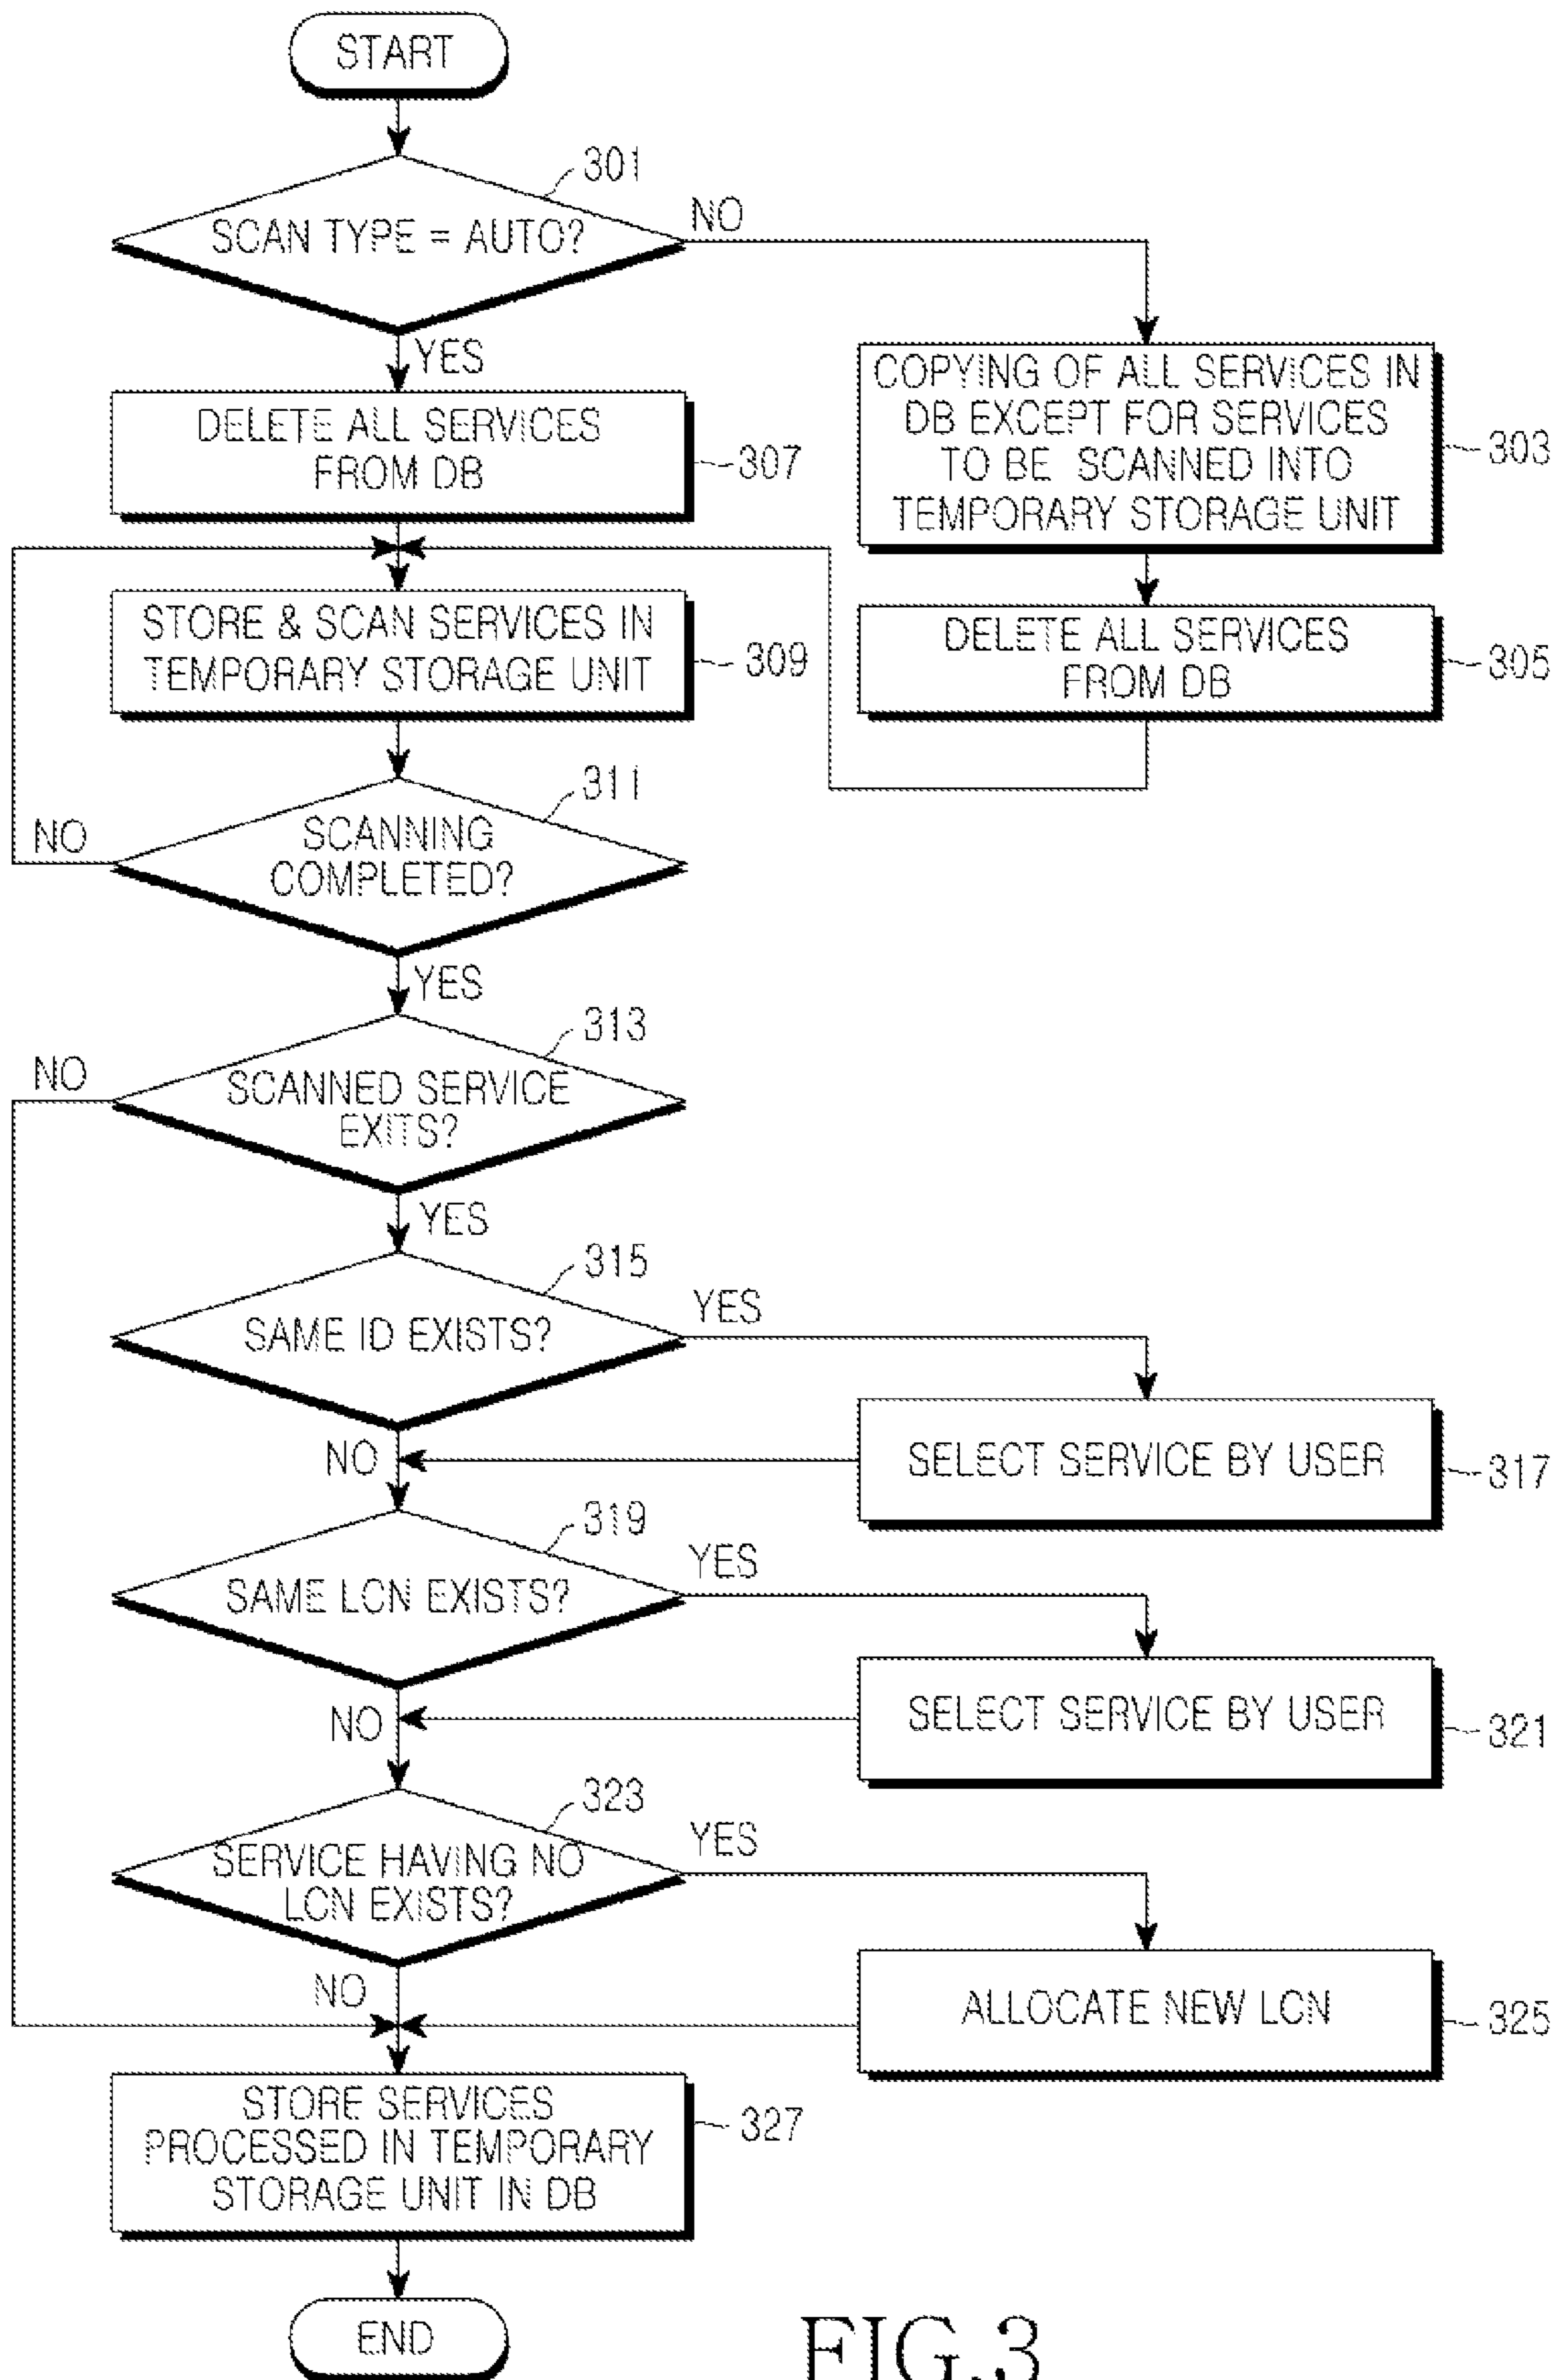 START
301
SCAN TYPE = AUTO?
NO
YES
COPYING OF ALL SERVICES IN
DB EXCEPT FOR SERVICES
TO BE SCANNED INTO
TEMPORARY STORAGE UNIT
303
DELETE ALL SERVICES
FROM DB
307
STORE & SCAN SERVICES IN
TEMPORARY STORAGE UNIT
309
DELETE ALL SERVICES
FROM DB
305
311
SCANNING
COMPLETED?
NO
YES
313
NO
SCANNED SERVICE
EXITS?
YES
315
SAME ID EXISTS?
YES
NO
SELECT SERVICE BY USER
317
319
SAME LCN EXISTS?
YES
NO
SELECT SERVICE BY USER
321
323
SERVICE HAVING NO
LCN EXISTS?
YES
NO
ALLOCATE NEW LCN
325
STORE SERVICES
PROCESSED IN TEMPORARY
STORAGE UNIT IN DB
327
END
FIG.3